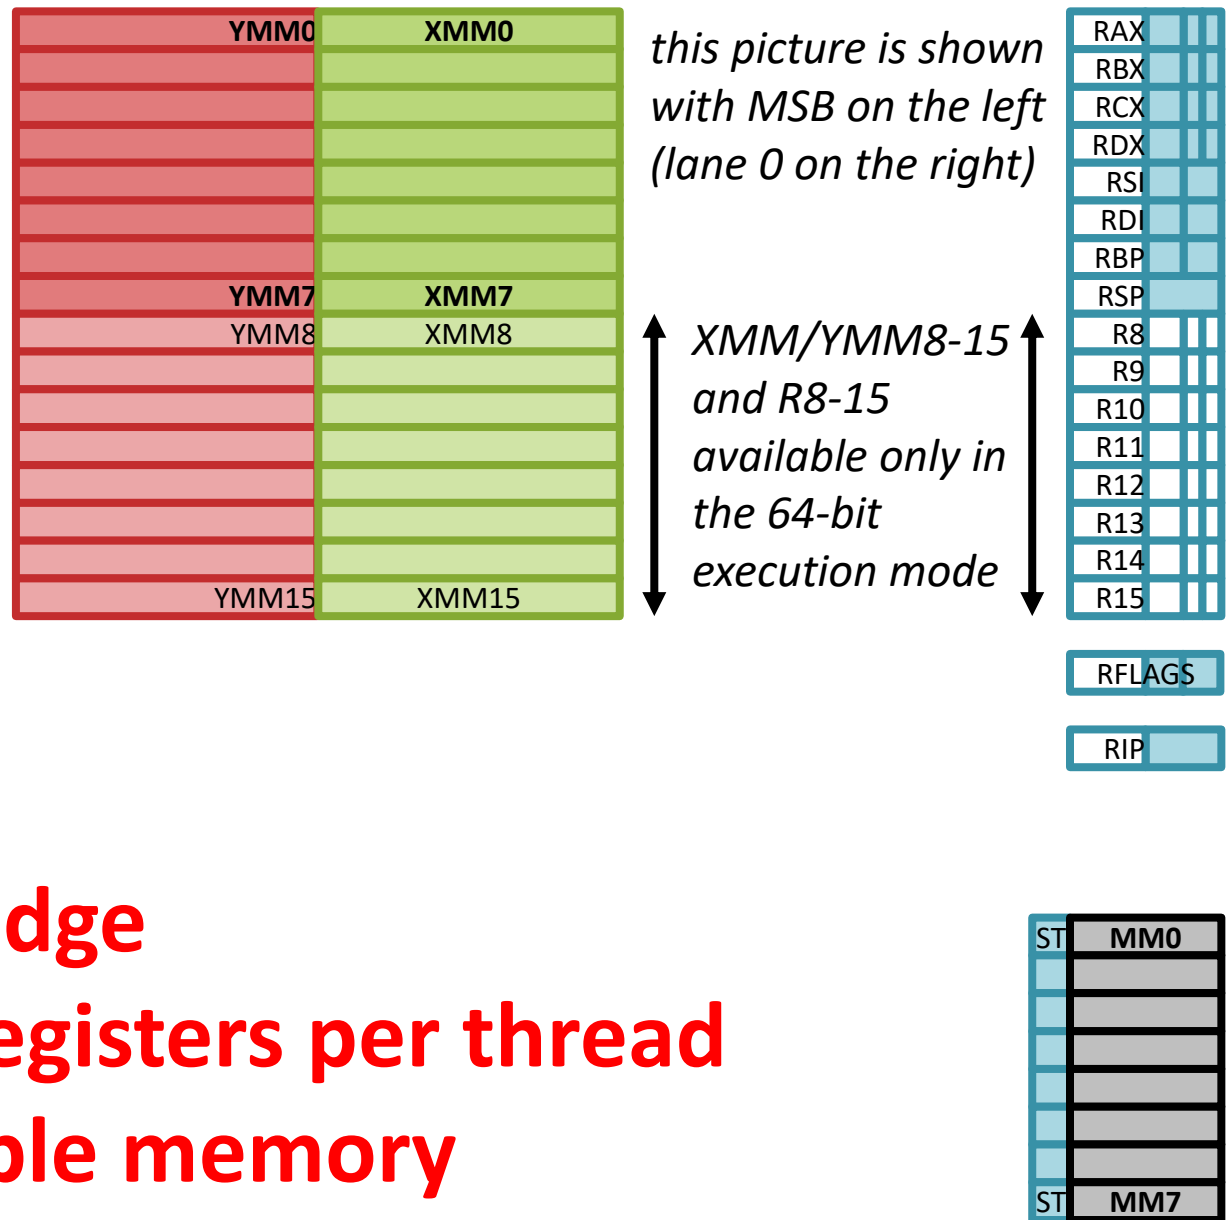 YMM0 XMM0
YMM7 XMM7
YMM8 XMM8
YMM15 XMM15
this picture is shown
with MSB on the left
(lane 0 on the right)
XMM/YMM8-15
and R8-15
available only in
the 64-bit
execution mode
RAX
RBX
RCX
RDX
RSI
RDI
RBP
RSP
R8
R9
R10
R11
R12
R13
R14
R15
RFLAGS
RIP
dge
egisters per thread
ble memory
ST MM0
ST MM7